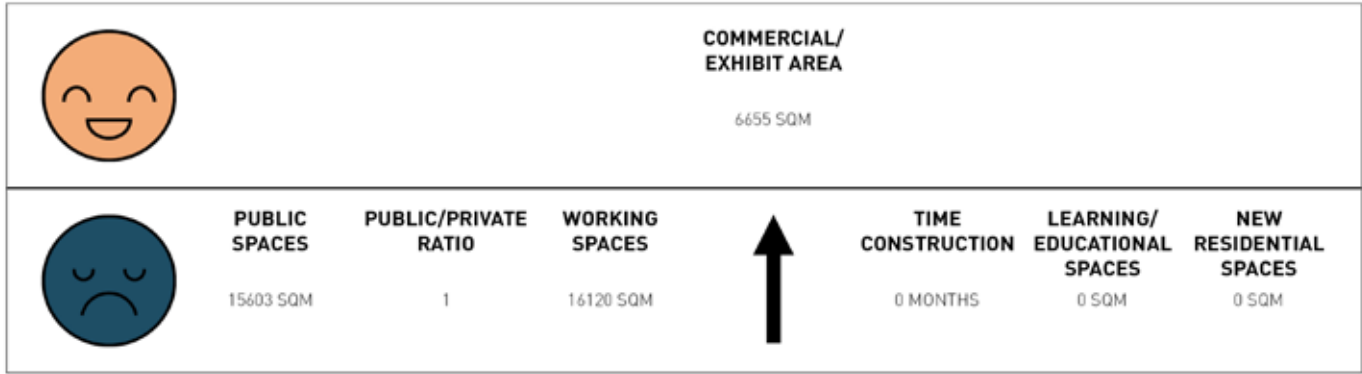 COMMERCIAL/
EXHIBIT AREA
6655 SQM
PUBLIC
SPACES
15603 SQM
PUBLIC/PRIVATE
RATIO
1
WORKING
SPACES
16120 SQM
TIME
CONSTRUCTION
0 MONTHS
LEARNING/
EDUCATIONAL
SPACES
0 SQM
NEW
RESIDENTIAL
SPACES
0 SQM